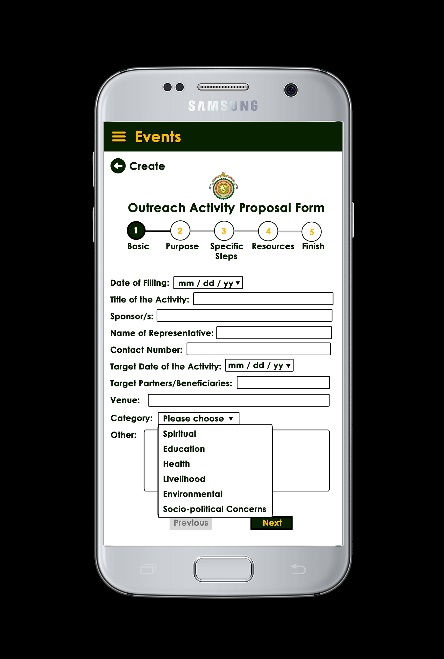 SAMSUNG
Events
Create
Outreach Activity Proposal Form
1 2 3 4 5
Basic Purpose Specific Steps Resources Finish
Date of Filling: mm / dd / yy
Title of the Activity:
Sponsor/s:
Name of Representative:
Contact Number:
Target Date of the Activity: mm / dd / yy
Target Partners/Beneficiaries:
Venue:
Category: Please choose
Other:
Spiritual
Education
Health
Livelihood
Environmental
Socio-political Concerns
Previous Next